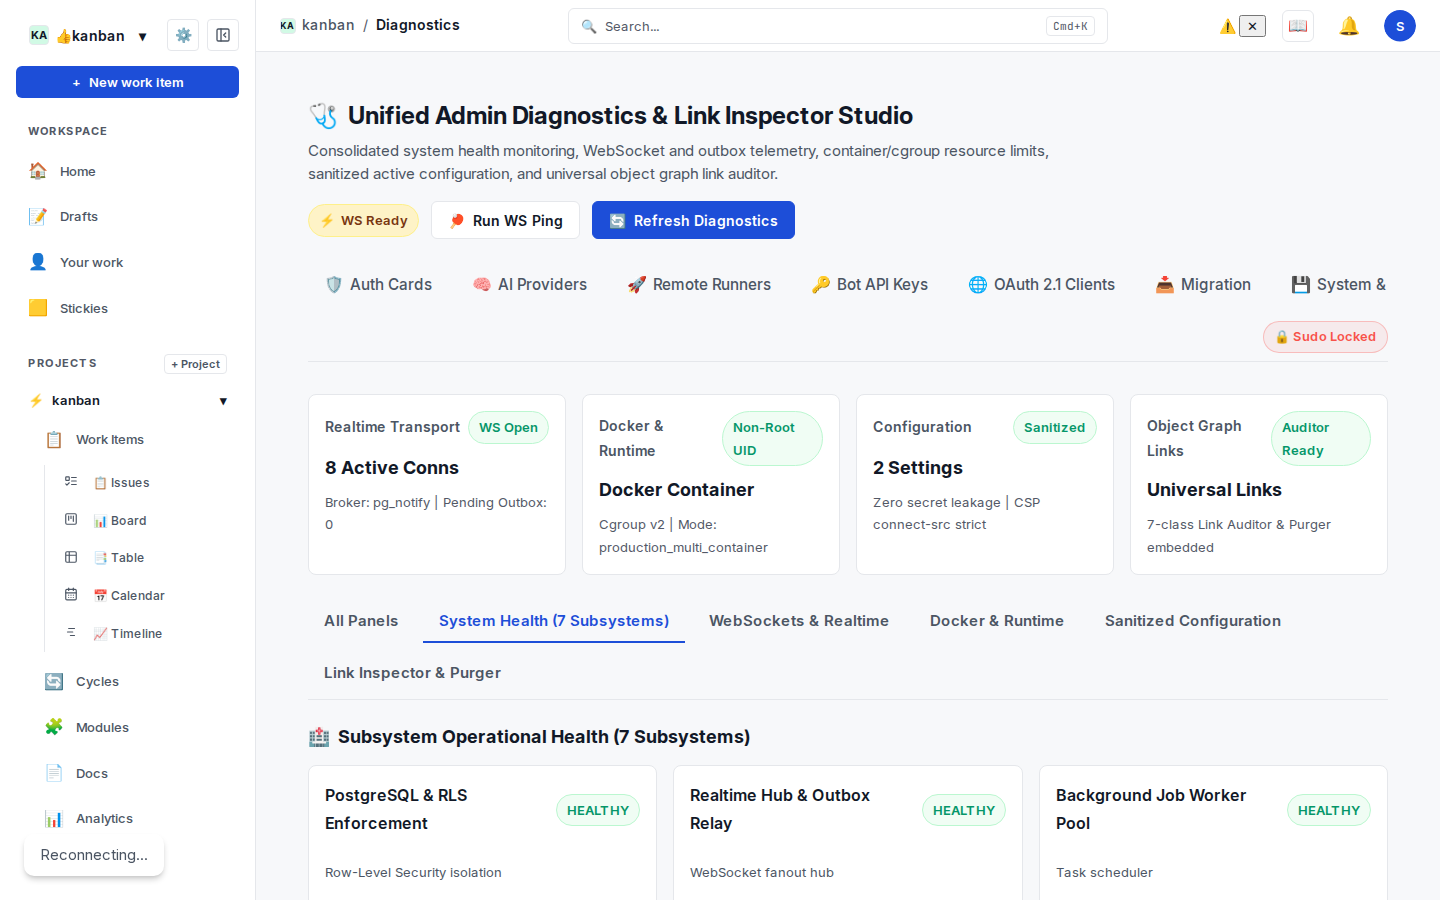 KA 👍kanban ▼
+ New work item
WORKSPACE
Home
Drafts
Your work
Stickies
PROJECTS
+ Project
⚡ kanban ▼
Work Items
📋 Issues
📊 Board
📑 Table
📅 Calendar
📈 Timeline
Cycles
Modules
Docs
Analytics
Reconnecting...
KA kanban / Diagnostics
Search...
Cmd+K
⚠️ ✕
S
🩺 Unified Admin Diagnostics & Link Inspector Studio
Consolidated system health monitoring, WebSocket and outbox telemetry, container/cgroup resource limits,
sanitized active configuration, and universal object graph link auditor.
⚡ WS Ready
🏓 Run WS Ping
🔄 Refresh Diagnostics
🛡️ Auth Cards
🧠 AI Providers
🚀 Remote Runners
🔑 Bot API Keys
🌐 OAuth 2.1 Clients
📥 Migration
💾 System &
🔒 Sudo Locked
Realtime Transport
WS Open
8 Active Conns
Broker: pg_notify | Pending Outbox:
0
Docker &
Runtime
Non-Root
UID
Docker Container
Cgroup v2 | Mode:
production_multi_container
Configuration
Sanitized
2 Settings
Zero secret leakage | CSP
connect-src strict
Object Graph
Links
Auditor
Ready
Universal Links
7-class Link Auditor & Purger
embedded
All Panels
System Health (7 Subsystems)
WebSockets & Realtime
Docker & Runtime
Sanitized Configuration
Link Inspector & Purger
🏥 Subsystem Operational Health (7 Subsystems)
PostgreSQL & RLS
Enforcement
HEALTHY
Row-Level Security isolation
Realtime Hub & Outbox
Relay
HEALTHY
WebSocket fanout hub
Background Job Worker
Pool
HEALTHY
Task scheduler